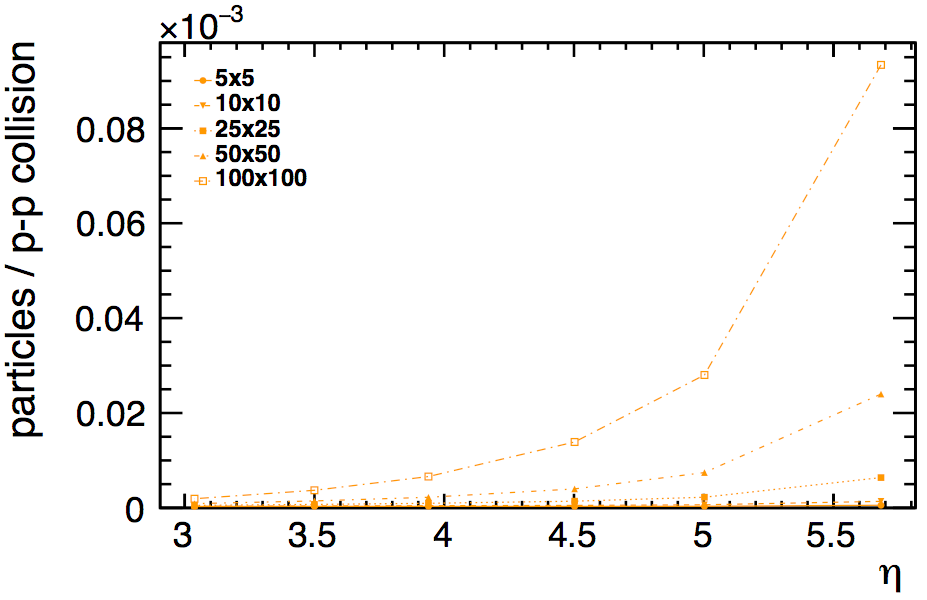 ×10⁻³
particles / p-p collision
5x5
10x10
25x25
50x50
100x100
0.08
0.06
0.04
0.02
0
3 3.5 4 4.5 5 5.5
η